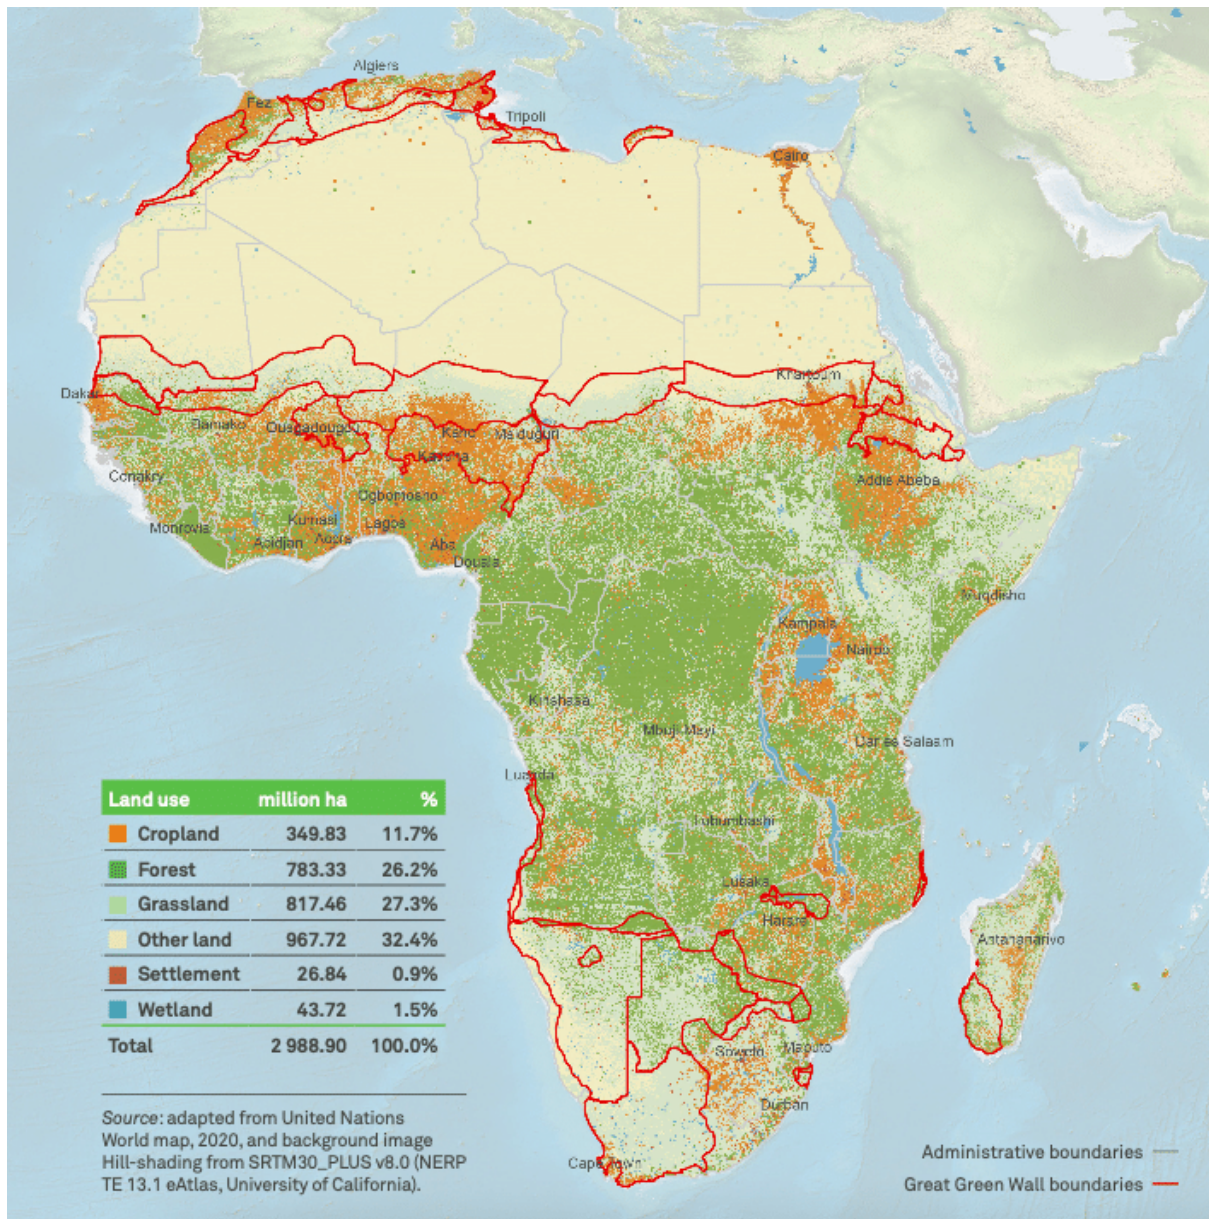 Algiers
Fez
Tripoli
Cairo
Khartoum
Dakar
Bamako
Ouagadougou
Kano
Maiduguri
Kaduna
Conakry
Addis Abeba
Ogbomosho
Monrovia
Kumasi
Lagos
Abidjan
Accra
Aba
Douala
Muqdisho
Kampala
Nairobi
Kinshasa
Mbuji-Mayi
Dar es Salaam
Luanda
Lubumbashi
Lusaka
Harare
Antananarivo
Soweto
Maputo
Durban
Cape Town
Land use million ha %
Cropland 349.83 11.7%
Forest 783.33 26.2%
Grassland 817.46 27.3%
Other land 967.72 32.4%
Settlement 26.84 0.9%
Wetland 43.72 1.5%
Total 2 988.90 100.0%
Source: adapted from United Nations
World map, 2020, and background image
Hill-shading from SRTM30_PLUS v8.0 (NERP
TE 13.1 eAtlas, University of California).
Administrative boundaries
Great Green Wall boundaries